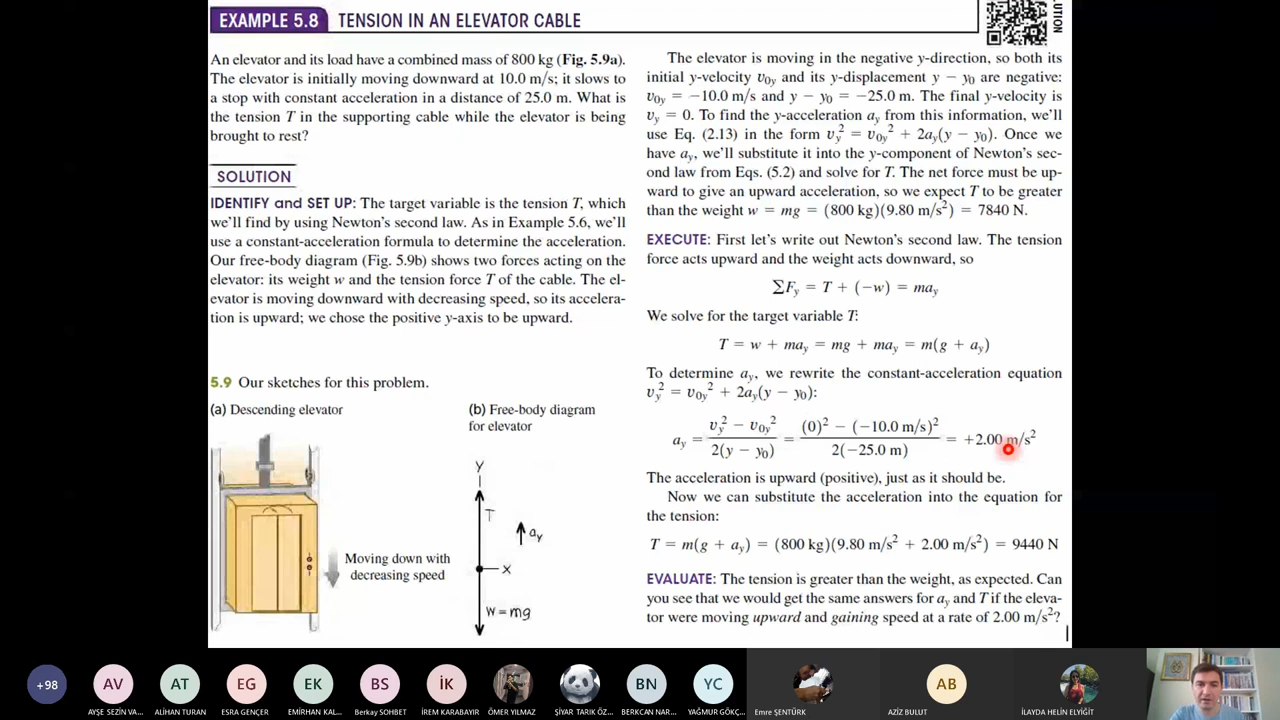 EXAMPLE 5.8 TENSION IN AN ELEVATOR CABLE
An elevator and its load have a combined mass of 800 kg (Fig. 5.9a).
The elevator is initially moving downward at 10.0 m/s; it slows to
a stop with constant acceleration in a distance of 25.0 m. What is
the tension T in the supporting cable while the elevator is being
brought to rest?
SOLUTION
IDENTIFY and SET UP: The target variable is the tension T, which
we'll find by using Newton's second law. As in Example 5.6, we'll
use a constant-acceleration formula to determine the acceleration.
Our free-body diagram (Fig. 5.9b) shows two forces acting on the
elevator: its weight w and the tension force T of the cable. The el-
evator is moving downward with decreasing speed, so its accelera-
tion is upward; we chose the positive y-axis to be upward.
5.9 Our sketches for this problem.
(a) Descending elevator
Moving down with
decreasing speed
(b) Free-body diagram
for elevator
y
T
ay
x
w = mg
LUTION
The elevator is moving in the negative y-direction, so both its
initial y-velocity v0y and its y-displacement y − y0 are negative:
v0y = −10.0 m/s and y − y0 = −25.0 m. The final y-velocity is
vy = 0. To find the y-acceleration ay from this information, we'll
use Eq. (2.13) in the form vy² = v0y² + 2ay(y − y0). Once we
have ay, we'll substitute it into the y-component of Newton's sec-
ond law from Eqs. (5.2) and solve for T. The net force must be up-
ward to give an upward acceleration, so we expect T to be greater
than the weight w = mg = (800 kg)(9.80 m/s²) = 7840 N.
EXECUTE: First let's write out Newton's second law. The tension
force acts upward and the weight acts downward, so
∑Fy = T + (−w) = may
We solve for the target variable T:
T = w + may = mg + may = m(g + ay)
To determine ay, we rewrite the constant-acceleration equation
vy² = v0y² + 2ay(y − y0):
ay = (vy² − v0y²) / 2(y − y0) = ((0)² − (−10.0 m/s)²) / 2(−25.0 m) = +2.00 m/s²
The acceleration is upward (positive), just as it should be.
Now we can substitute the acceleration into the equation for
the tension:
T = m(g + ay) = (800 kg)(9.80 m/s² + 2.00 m/s²) = 9440 N
EVALUATE: The tension is greater than the weight, as expected. Can
you see that we would get the same answers for ay and T if the eleva-
tor were moving upward and gaining speed at a rate of 2.00 m/s²?
+98 AV AT EG EK BS İK BN YC AB
AYŞE SEZİN VA... ALİHAN TURAN ESRA GENÇER EMİRHAN KAL... Berkay SOHBET İREM KARABAYIR ÖMER YILMAZ ŞİYAR TARIK ÖZ... BERKCAN NAR... YAĞMUR GÖKÇ... Emre ŞENTÜRK AZİZ BULUT İLAYDA HELİN ELYİĞİT